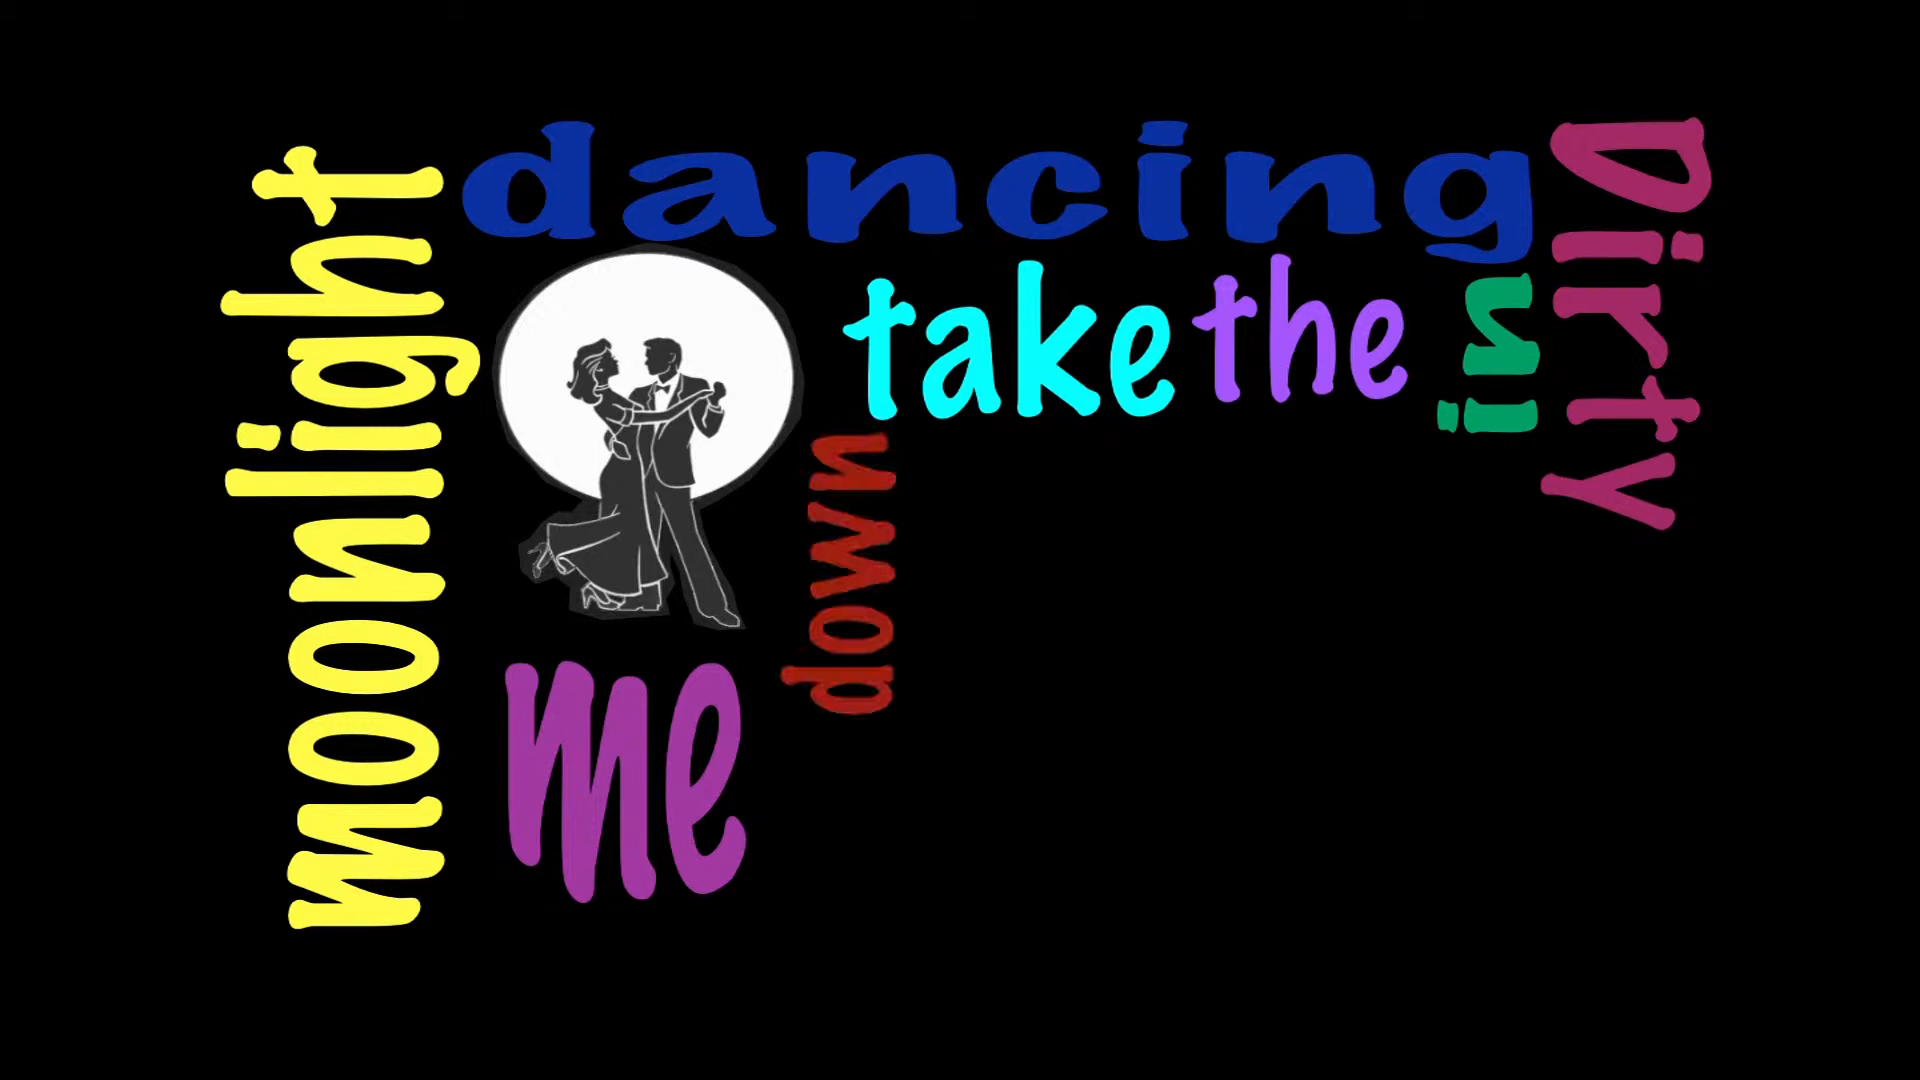 Dirty
dancing
in
the
moonlight
take
me
down